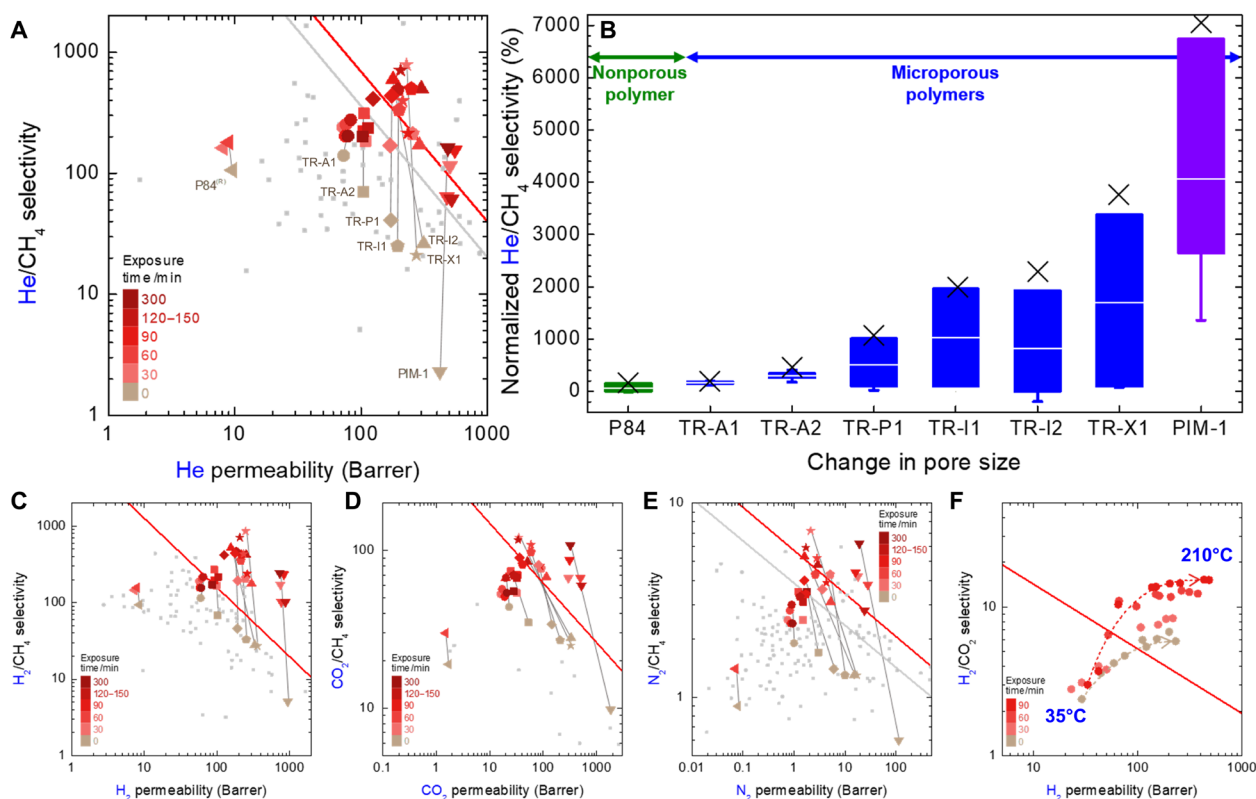 A
He/CH4 selectivity
1000
100
10
1
P84(R)
TR-A1
TR-A2
TR-P1
TR-I1
TR-I2
TR-X1
PIM-1
Exposure
time/min
300
120–150
90
60
30
0
1
10
100
1000
He permeability (Barrer)
B
Normalized He/CH4 selectivity (%)
7000
6000
5000
4000
3000
2000
1000
0
Nonporous
polymer
Microporous
polymers
P84
TR-A1
TR-A2
TR-P1
TR-I1
TR-I2
TR-X1
PIM-1
Change in pore size
C
H2/CH4 selectivity
1000
100
10
1
Exposure
time/min
300
120–150
90
60
30
0
1
10
100
1000
H2 permeability (Barrer)
D
CO2/CH4 selectivity
100
10
Exposure
time/min
300
120–150
90
60
30
0
0.1
1
10
100
1000
CO2 permeability (Barrer)
E
N2/CH4 selectivity
10
1
Exposure
time/min
300
120–150
90
60
30
0
0.01
0.1
1
10
100
N2 permeability (Barrer)
F
H2/CO2 selectivity
10
1
210°C
35°C
Exposure
time/min
90
60
30
0
10
100
1000
H2 permeability (Barrer)